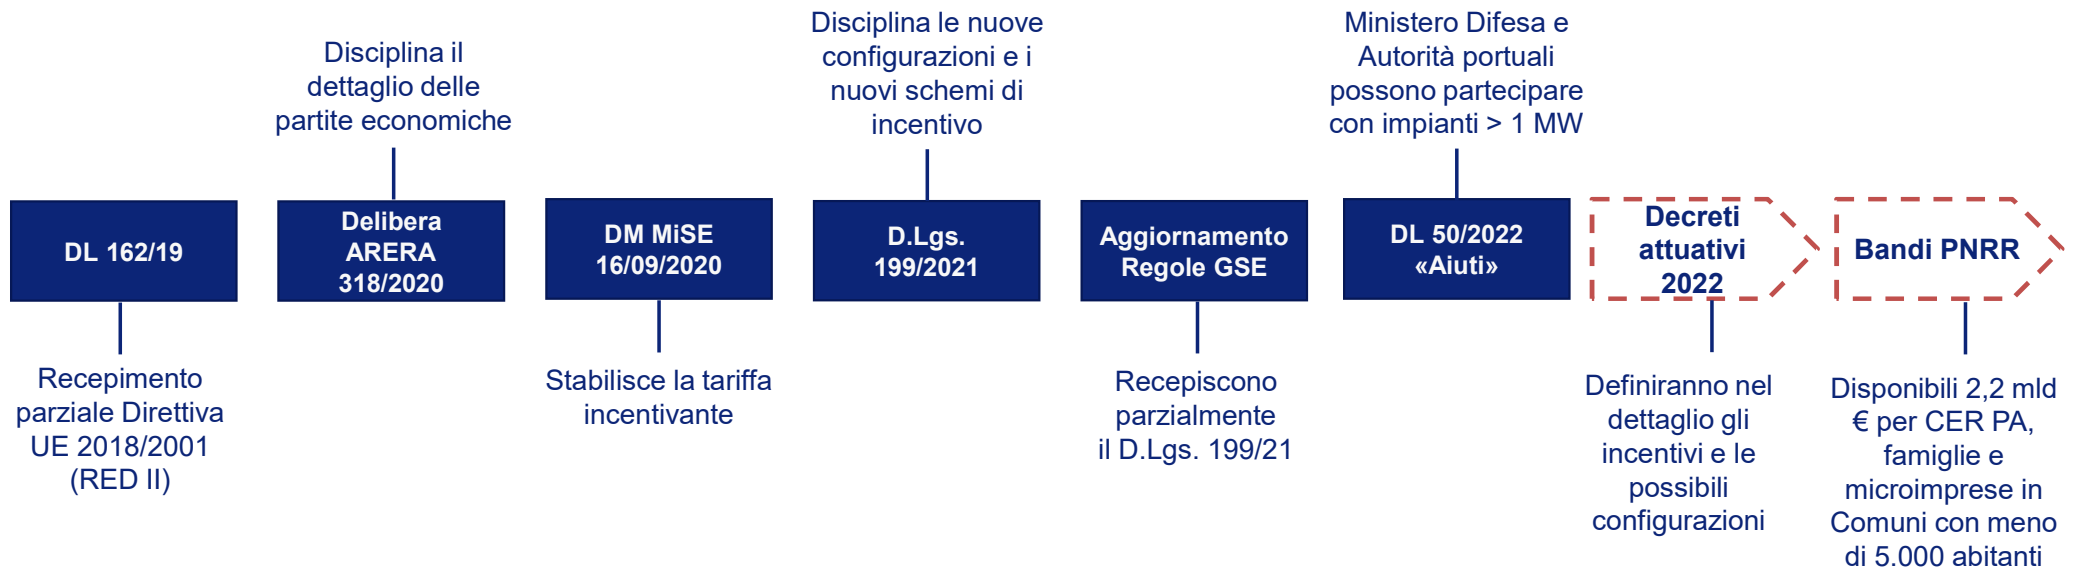 Disciplina il
dettaglio delle
partite economiche
Disciplina le nuove
configurazioni e i
nuovi schemi di
incentivo
Ministero Difesa e
Autorità portuali
possono partecipare
con impianti > 1 MW
DL 162/19
Delibera
ARERA
318/2020
DM MiSE
16/09/2020
D.Lgs.
199/2021
Aggiornamento
Regole GSE
DL 50/2022
«Aiuti»
Decreti
attuativi
2022
Bandi PNRR
Recepimento
parziale Direttiva
UE 2018/2001
(RED II)
Stabilisce la tariffa
incentivante
Recepiscono
parzialmente
il D.Lgs. 199/21
Definiranno nel
dettaglio gli
incentivi e le
possibili
configurazioni
Disponibili 2,2 mld
€ per CER PA,
famiglie e
microimprese in
Comuni con meno
di 5.000 abitanti